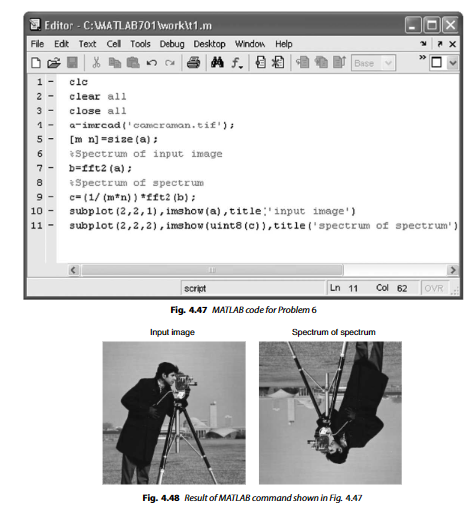 Editor - C:\MATLAB701\work\t1.m
File Edit Text Cell Tools Debug Desktop Window Help
Base
1 - clc
2 - clear all
3 - close all
4 - a=imread('cameraman.tif');
5 - [m n]=size(a);
6 %Spectrum of input image
7 - b=fft2(a);
8 %Spectrum of spectrum
9 - c=(1/(m*n))*fft2(b);
10 - subplot(2,2,1),imshow(a),title('input image')
11 - subplot(2,2,2),imshow(uint8(c)),title('spectrum of spectrum')
script Ln 11 Col 62 OVR
Fig. 4.47 MATLAB code for Problem 6
Input image Spectrum of spectrum
Fig. 4.48 Result of MATLAB command shown in Fig. 4.47